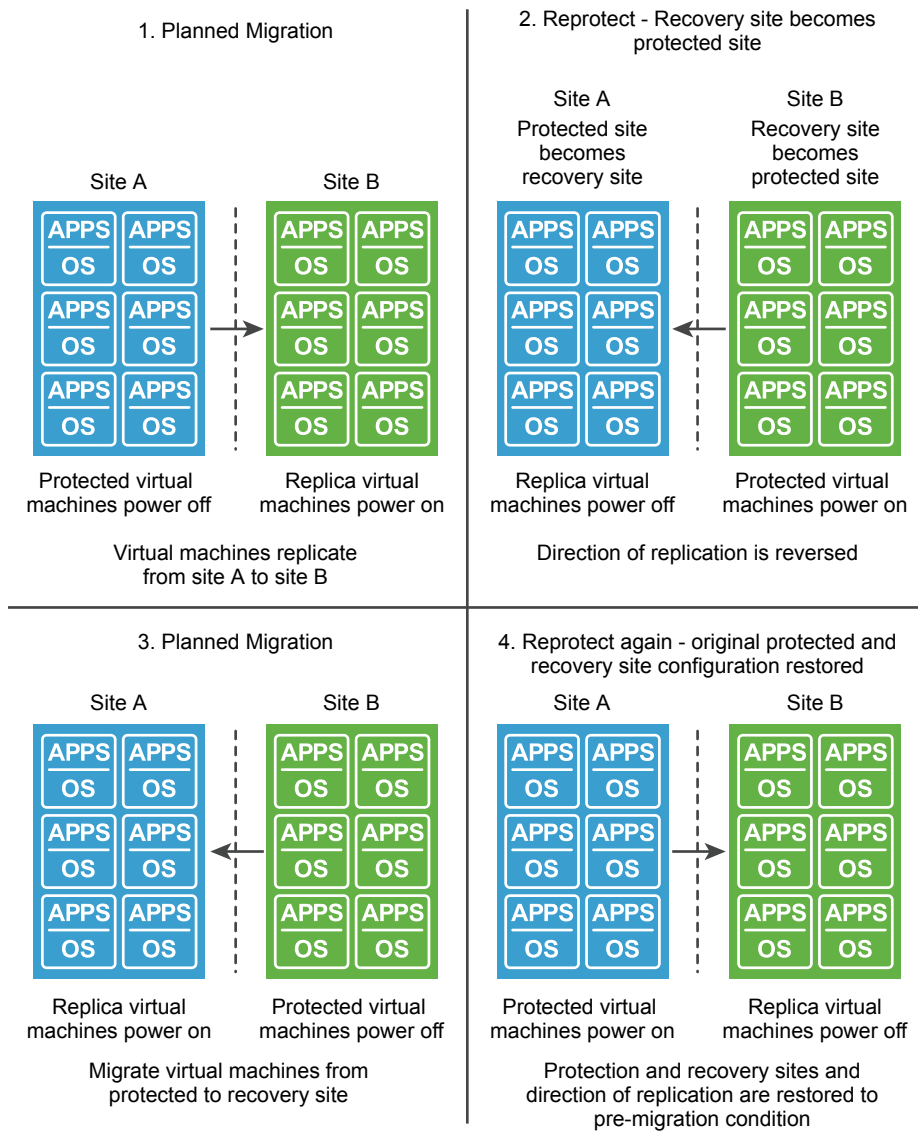 1. Planned Migration
Site A
Site B
APPS APPS
OS OS
APPS APPS
OS OS
APPS APPS
OS OS
APPS APPS
OS OS
APPS APPS
OS OS
APPS APPS
OS OS
Protected virtual
machines power off
Replica virtual
machines power on
Virtual machines replicate
from site A to site B
2. Reprotect - Recovery site becomes
protected site
Site A
Protected site
becomes
recovery site
Site B
Recovery site
becomes
protected site
APPS APPS
OS OS
APPS APPS
OS OS
APPS APPS
OS OS
APPS APPS
OS OS
APPS APPS
OS OS
APPS APPS
OS OS
Replica virtual
machines power off
Protected virtual
machines power on
Direction of replication is reversed
3. Planned Migration
Site A
Site B
APPS APPS
OS OS
APPS APPS
OS OS
APPS APPS
OS OS
APPS APPS
OS OS
APPS APPS
OS OS
APPS APPS
OS OS
Replica virtual
machines power on
Protected virtual
machines power off
Migrate virtual machines from
protected to recovery site
4. Reprotect again - original protected and
recovery site configuration restored
Site A
Site B
APPS APPS
OS OS
APPS APPS
OS OS
APPS APPS
OS OS
APPS APPS
OS OS
APPS APPS
OS OS
APPS APPS
OS OS
Protected virtual
machines power on
Replica virtual
machines power off
Protection and recovery sites and
direction of replication are restored to
pre-migration condition